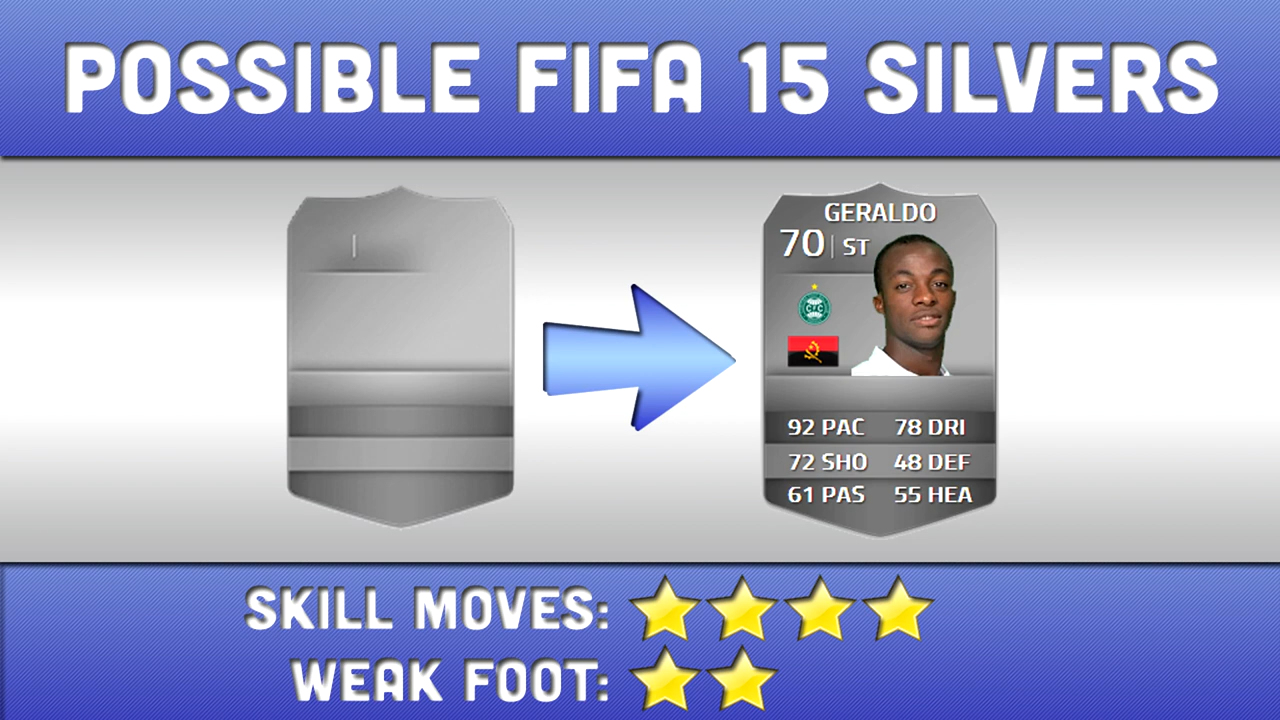 POSSIBLE FIFA 15 SILVERS
GERALDO
70 | ST
CFC
92 PAC 78 DRI
72 SHO 48 DEF
61 PAS 55 HEA
SKILL MOVES:
WEAK FOOT: